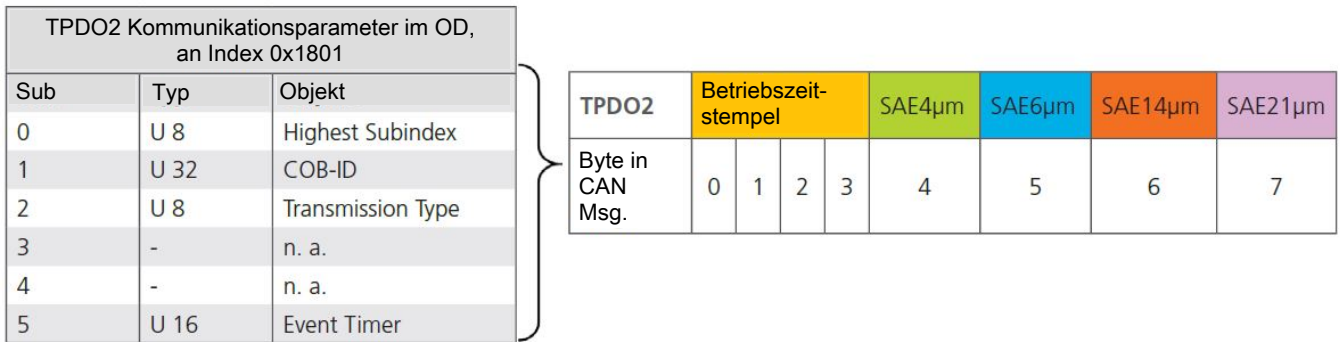 TPDO2 Kommunikationsparameter im OD,
an Index 0x1801
Sub Typ Objekt
0 U 8 Highest Subindex
1 U 32 COB-ID
2 U 8 Transmission Type
3 - n. a.
4 - n. a.
5 U 16 Event Timer
TPDO2 Betriebszeit-
stempel SAE4µm SAE6µm SAE14µm SAE21µm
Byte in
CAN
Msg. 0 1 2 3 4 5 6 7